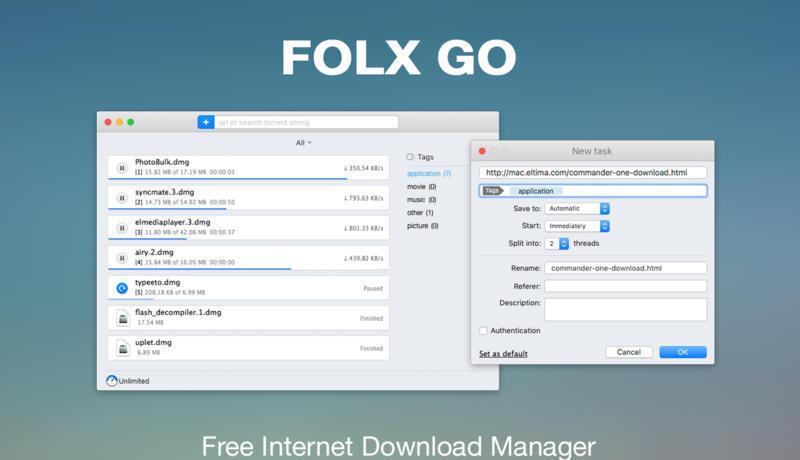 FOLX GO
url or search torrent string
All
PhotoBulk.dmg
[1] 15.82 MB of 17.19 MB 00:00:03
↓ 350.54 KB/s
syncmate.3.dmg
[2] 14.73 MB of 54.92 MB 00:00:50
↓ 793.63 KB/s
elmediaplayer.3.dmg
[3] 11.80 MB of 42.06 MB 00:00:37
↓ 801.33 KB/s
airy.2.dmg
[4] 15.84 MB of 16.05 MB 00:00:00
↓ 439.82 KB/s
typeeto.dmg
[5] 208.18 KB of 6.99 MB
Paused
flash_decompiler.1.dmg
17.54 MB
Finished
uplet.dmg
6.89 MB
Finished
Unlimited
Tags
application (7)
movie (0)
music (0)
other (1)
picture (0)
New task
http://mac.eltima.com/commander-one-download.html
Tags application
Save to: Automatic
Start: Immediately
Split into: 2 threads
Rename: commander-one-download.html
Referer:
Description:
Authentication
Set as default
Cancel
OK
Free Internet Download Manager